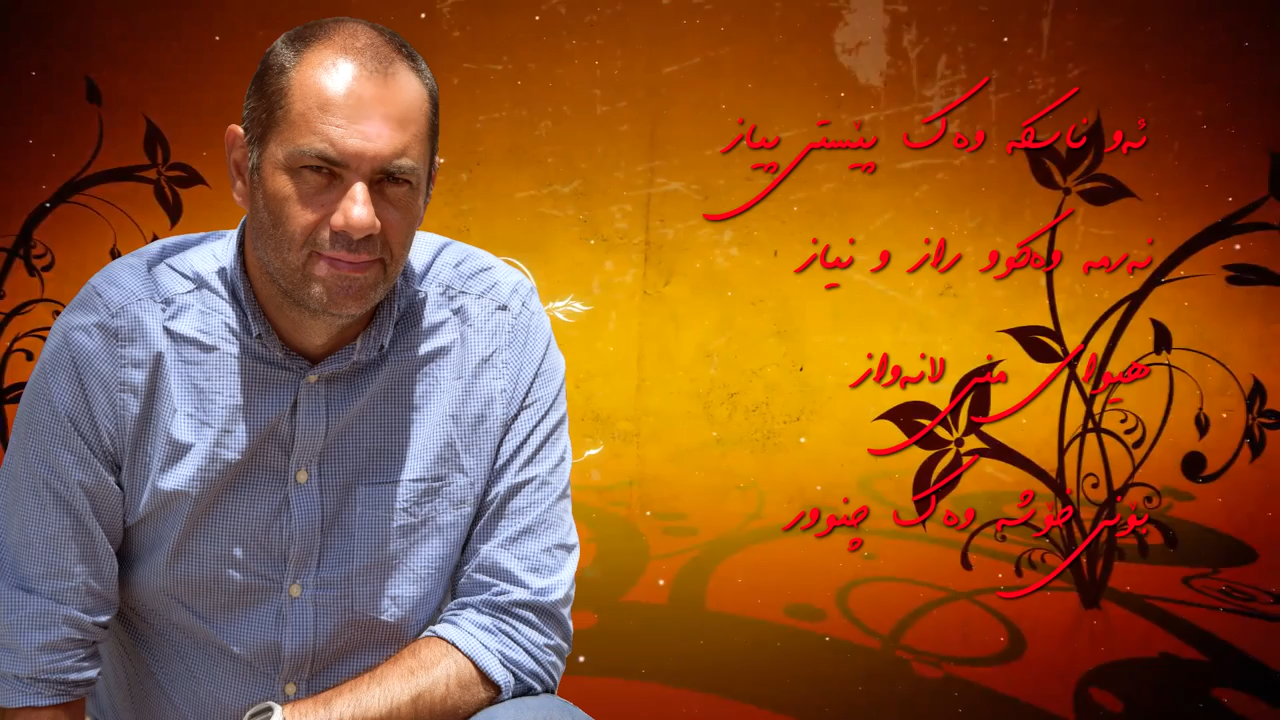 ئەو ناسکە وەک پێستی پیاز
نەرمە وەکوو راز و نیاز
هیوای منی لانەواز
بۆنی خۆشە وەک چنوور